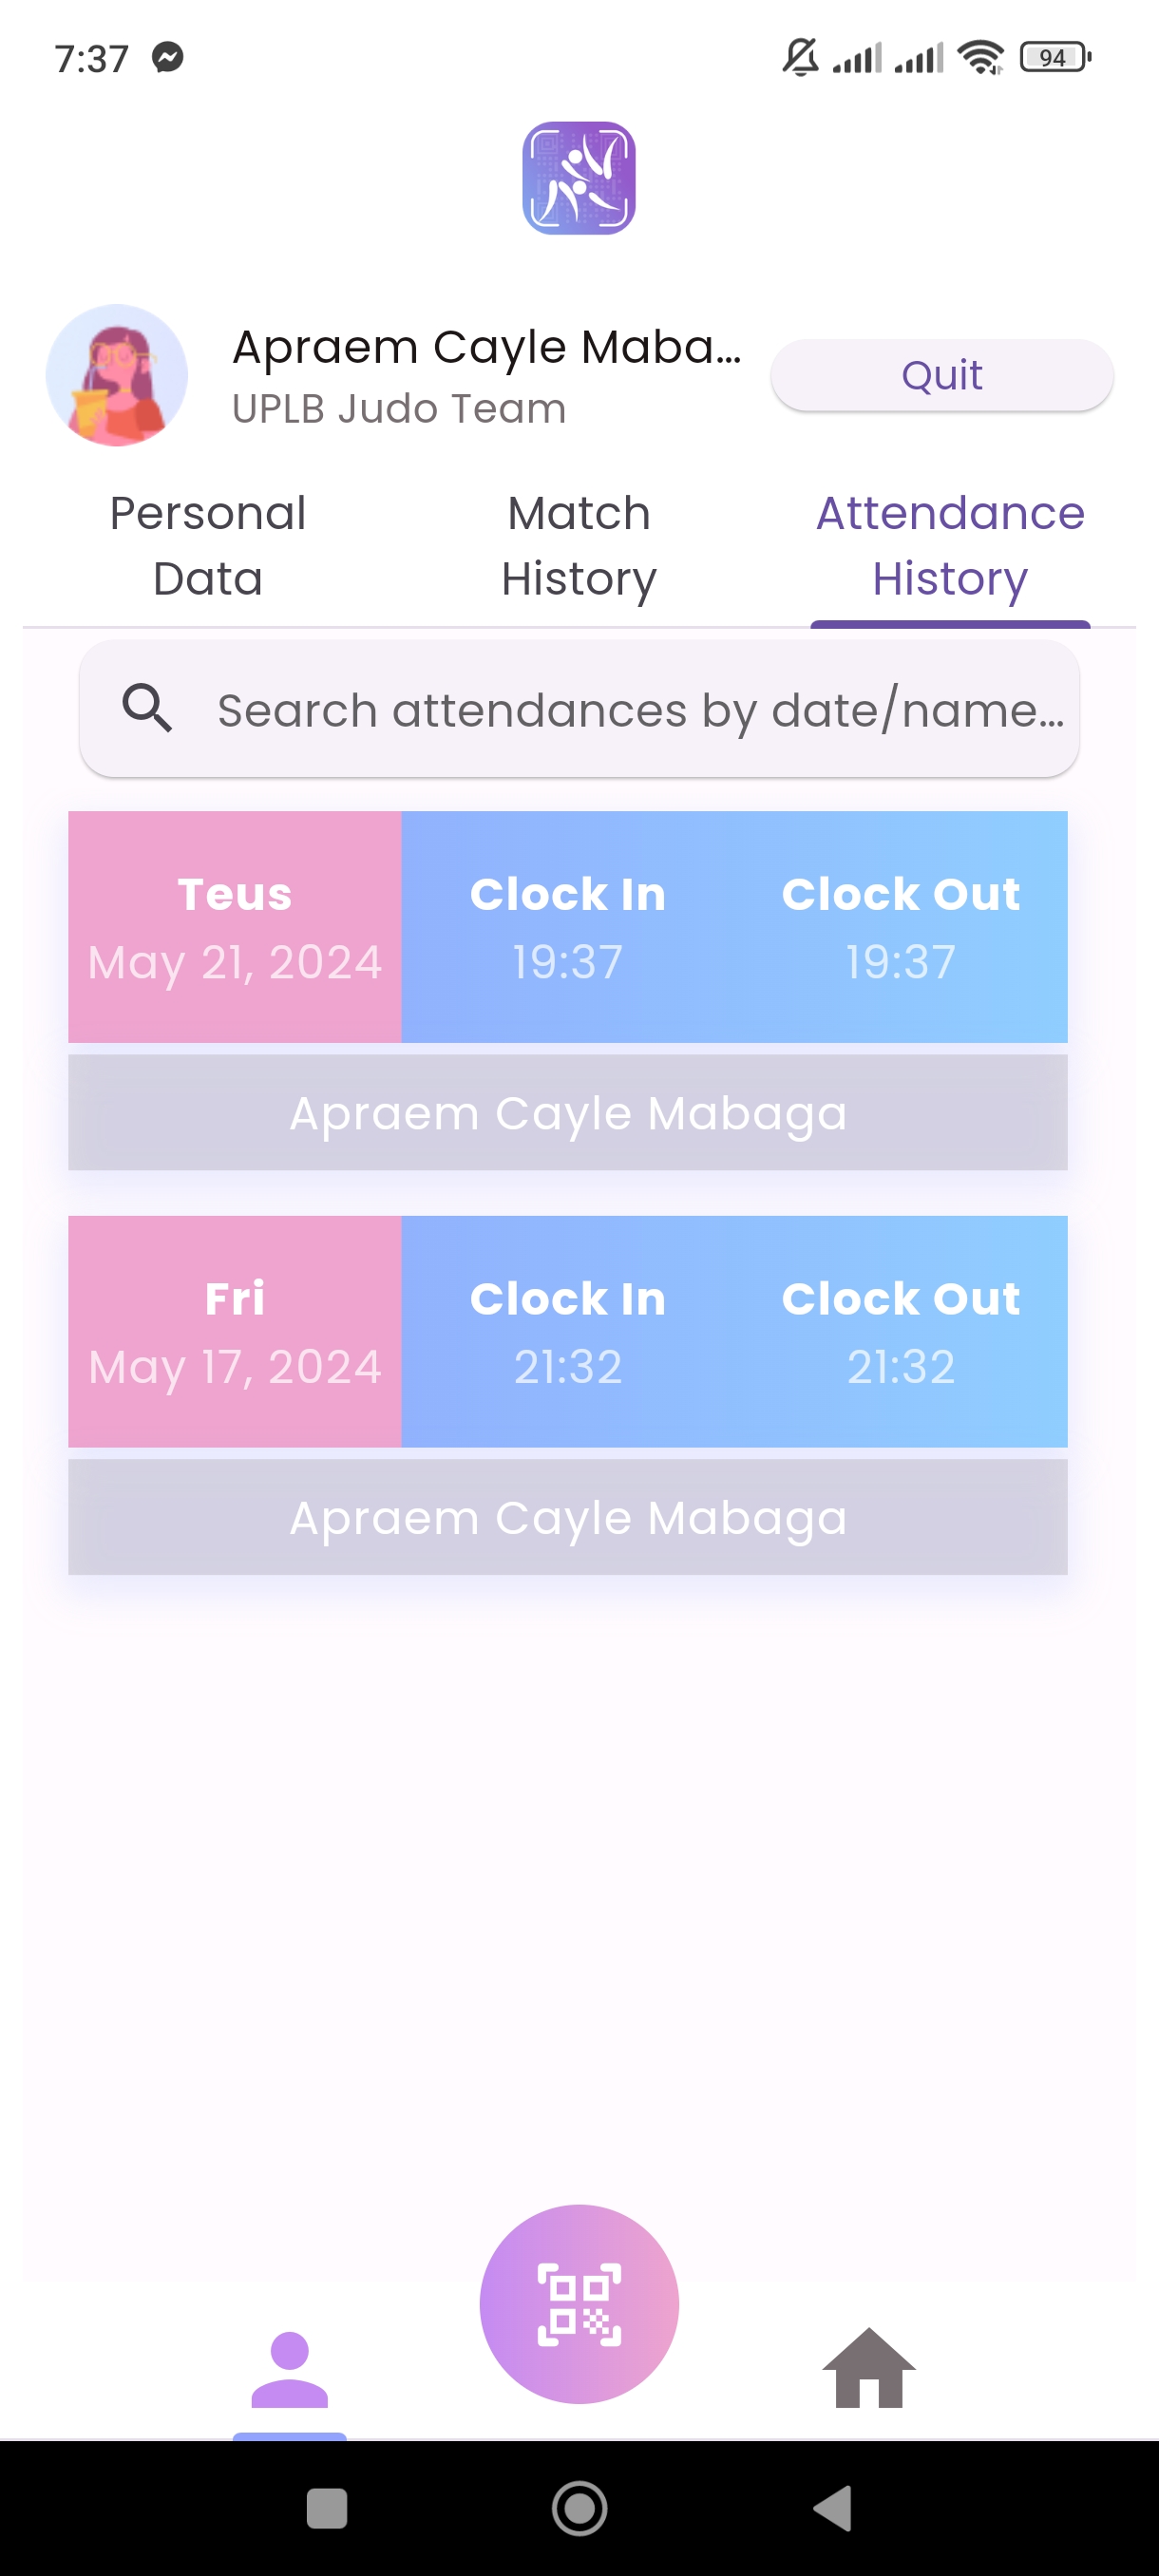 7:37
94
Apraem Cayle Maba...
Quit
UPLB Judo Team
Personal
Data
Match
History
Attendance
History
Search attendances by date/name...
Teus
May 21, 2024
Clock In
19:37
Clock Out
19:37
Apraem Cayle Mabaga
Fri
May 17, 2024
Clock In
21:32
Clock Out
21:32
Apraem Cayle Mabaga